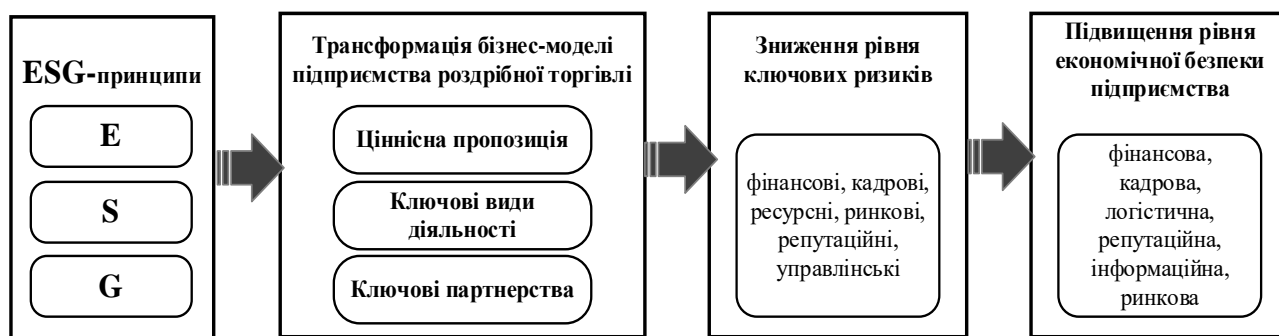 ESG-принципи
E
S
G
Трансформація бізнес-моделі
підприємства роздрібної торгівлі
Ціннісна пропозиція
Ключові види
діяльності
Ключові партнерства
Зниження рівня
ключових ризиків
фінансові, кадрові,
ресурсні, ринкові,
репутаційні,
управлінські
Підвищення рівня
економічної безпеки
підприємства
фінансова,
кадрова,
логістична,
репутаційна,
інформаційна,
ринкова